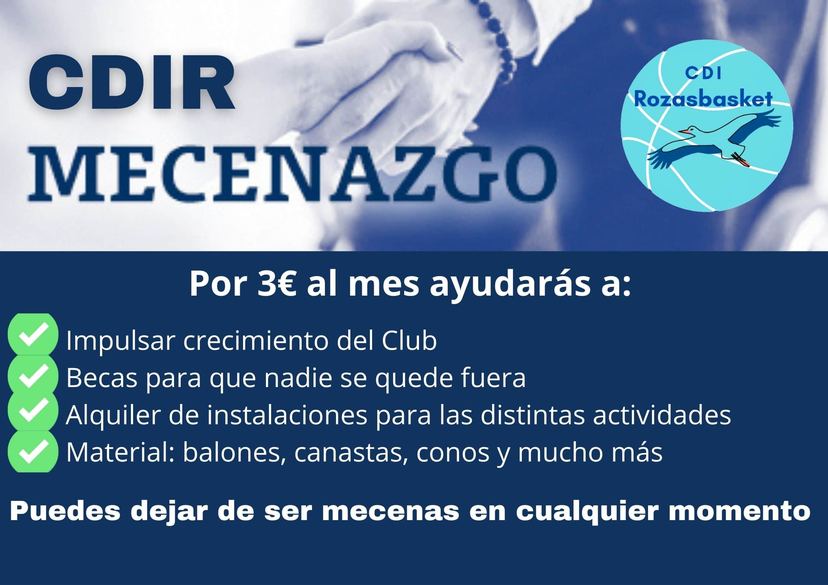 CDIR
MECENAZGO
CDI
Rozasbasket
Por 3€ al mes ayudarás a:
Impulsar crecimiento del Club
Becas para que nadie se quede fuera
Alquiler de instalaciones para las distintas actividades
Material: balones, canastas, conos y mucho más
Puedes dejar de ser mecenas en cualquier momento